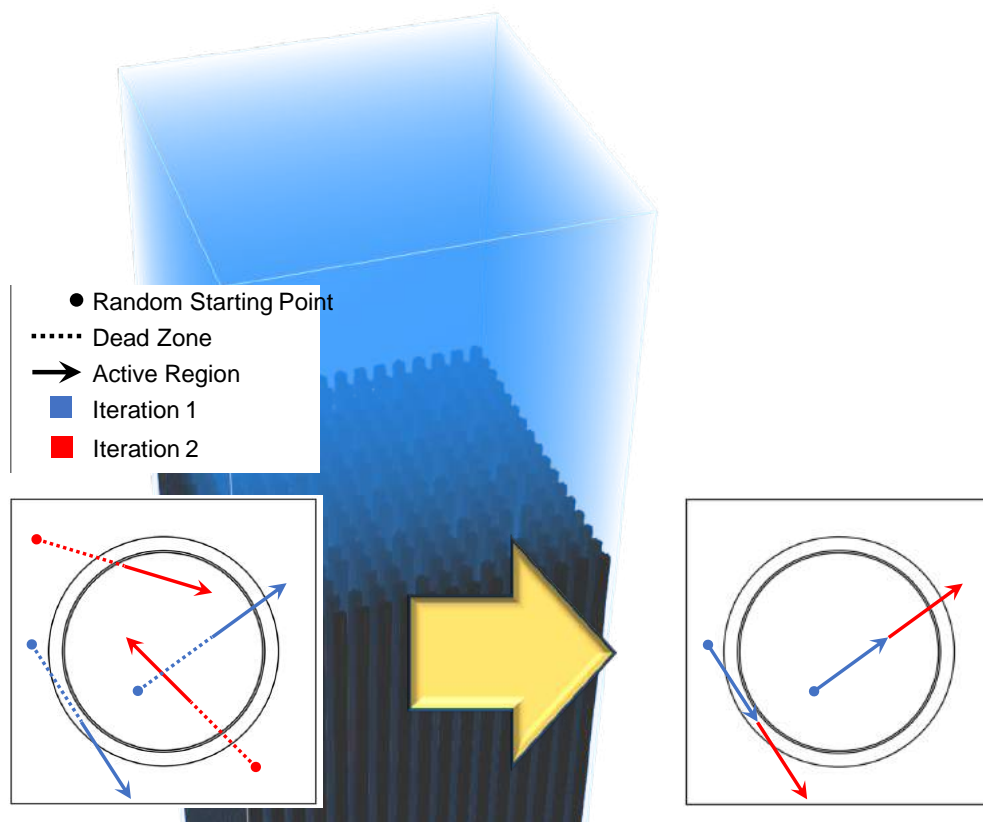 Random Starting Point
Dead Zone
Active Region
Iteration 1
Iteration 2